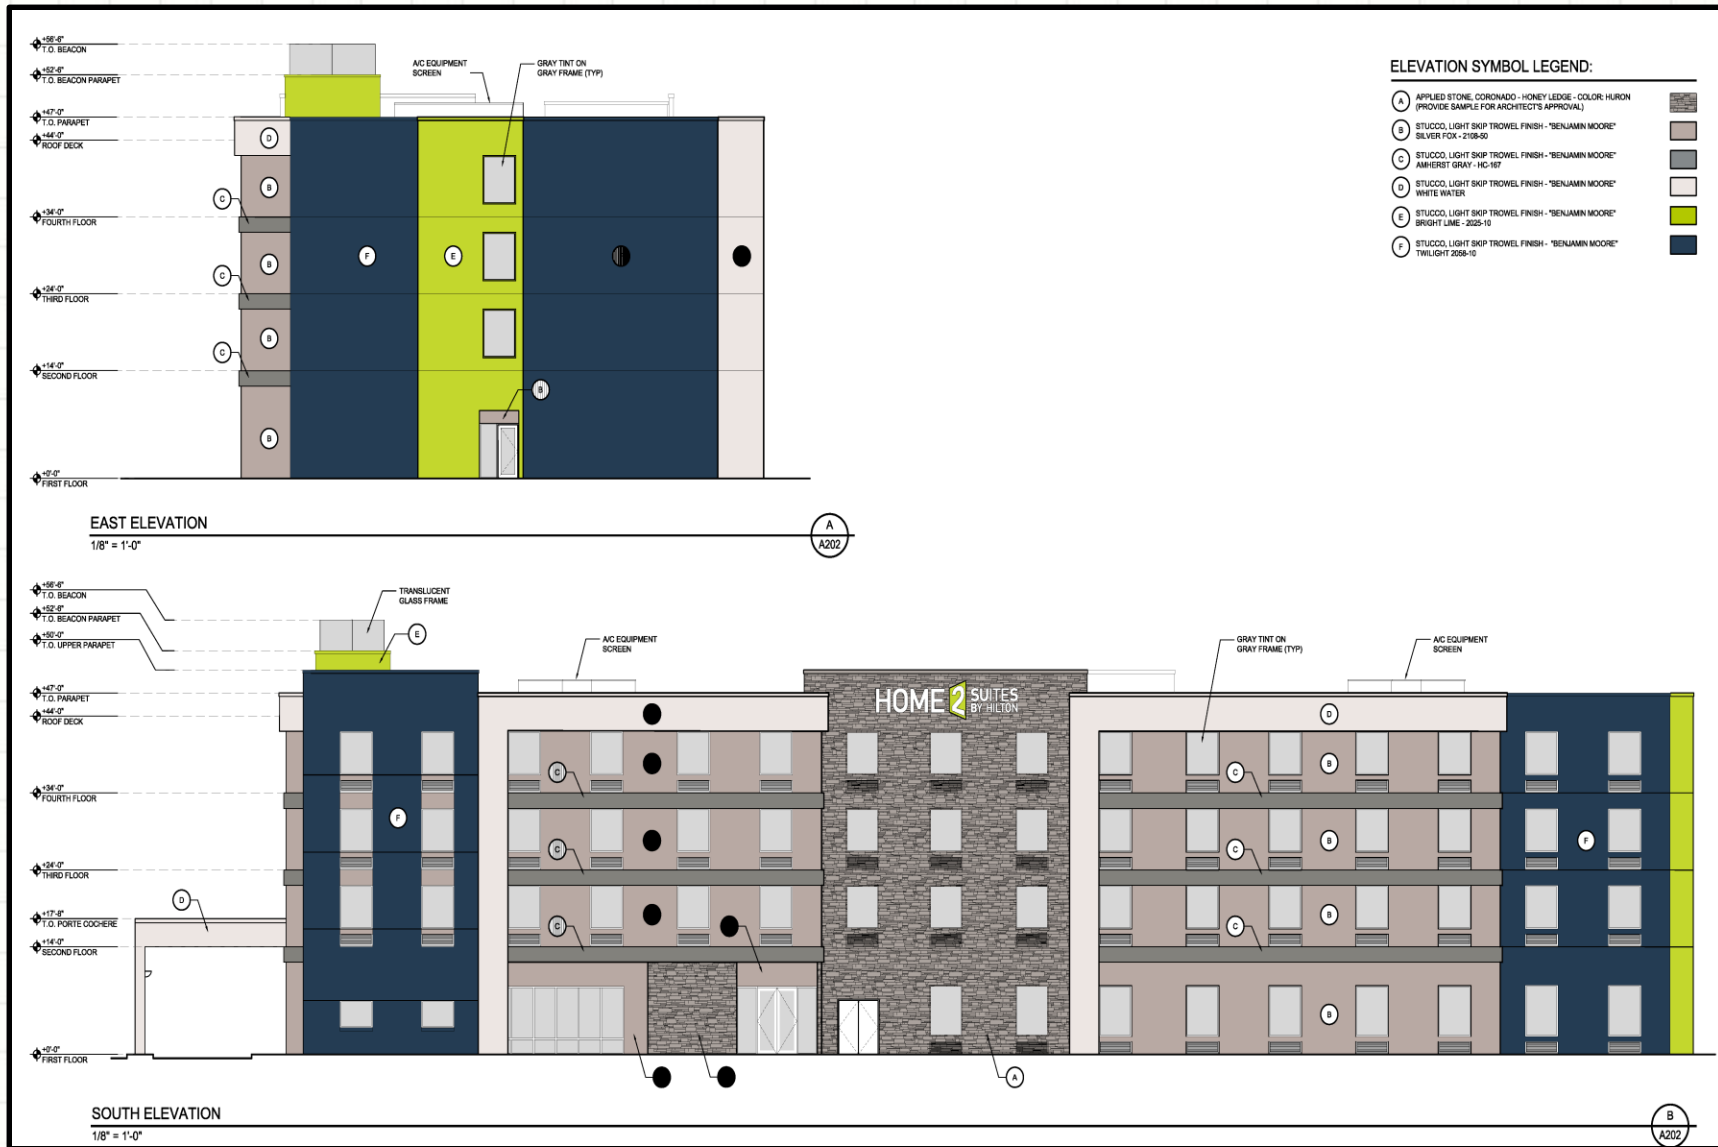 +56'-6"
T.O. BEACON
+52'-8"
T.O. BEACON PARAPET
+47'-0"
T.O. PARAPET
+44'-0"
ROOF DECK
+34'-0"
FOURTH FLOOR
+24'-0"
THIRD FLOOR
+14'-0"
SECOND FLOOR
+0'-0"
FIRST FLOOR
A/C EQUIPMENT
SCREEN
GRAY TINT ON
GRAY FRAME (TYP)
D
B
C
B
C
B
C
B
F
E
B
EAST ELEVATION
1/8" = 1'-0"
A
A202
ELEVATION SYMBOL LEGEND:
A APPLIED STONE, CORONADO - HONEY LEDGE - COLOR: HURON
(PROVIDE SAMPLE FOR ARCHITECT'S APPROVAL)
B STUCCO, LIGHT SKIP TROWEL FINISH - "BENJAMIN MOORE"
SILVER FOX - 2108-50
C STUCCO, LIGHT SKIP TROWEL FINISH - "BENJAMIN MOORE"
AMHERST GRAY - HC-167
D STUCCO, LIGHT SKIP TROWEL FINISH - "BENJAMIN MOORE"
WHITE WATER
E STUCCO, LIGHT SKIP TROWEL FINISH - "BENJAMIN MOORE"
BRIGHT LIME - 2025-10
F STUCCO, LIGHT SKIP TROWEL FINISH - "BENJAMIN MOORE"
TWILIGHT 2058-10
+56'-6"
T.O. BEACON
+52'-8"
T.O. BEACON PARAPET
+50'-0"
T.O. UPPER PARAPET
+47'-0"
T.O. PARAPET
+44'-0"
ROOF DECK
+34'-0"
FOURTH FLOOR
+24'-0"
THIRD FLOOR
+17'-8"
T.O. PORTE COCHERE
+14'-0"
SECOND FLOOR
+0'-0"
FIRST FLOOR
TRANSLUCENT
GLASS FRAME
E
A/C EQUIPMENT
SCREEN
GRAY TINT ON
GRAY FRAME (TYP)
A/C EQUIPMENT
SCREEN
HOME 2 SUITES
BY HILTON
D
C
C
B
F
C
C
B
F
D
C
C
B
B
A
SOUTH ELEVATION
1/8" = 1'-0"
B
A202